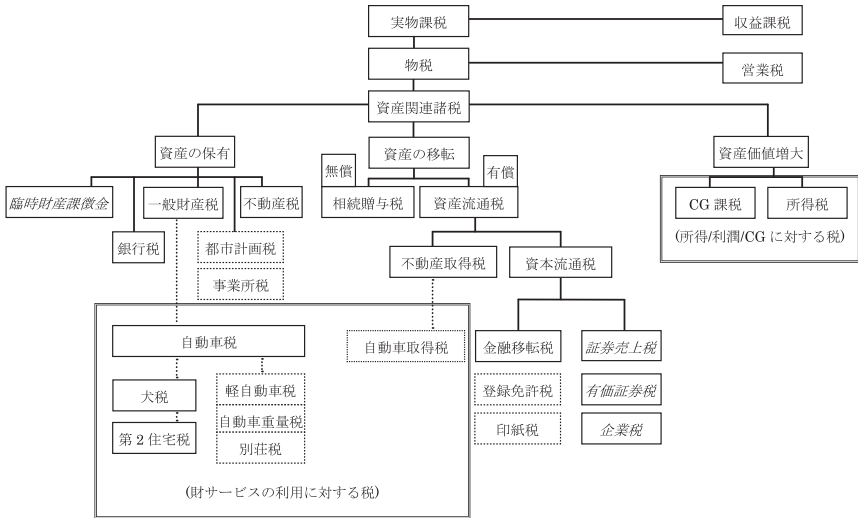 実物課税
収益課税
物税
営業税
資産関連諸税
資産の保有
資産の移転
資産価値増大
無償
有償
臨時財産課徴金
一般財産税
不動産税
相続贈与税
資産流通税
CG 課税
所得税
(所得/利潤/CG に対する税)
銀行税
都市計画税
事業所税
不動産取得税
資本流通税
自動車税
自動車取得税
金融移転税
証券売上税
犬税
軽自動車税
登録免許税
有価証券税
自動車重量税
第２住宅税
別荘税
印紙税
企業税
(財サービスの利用に対する税)